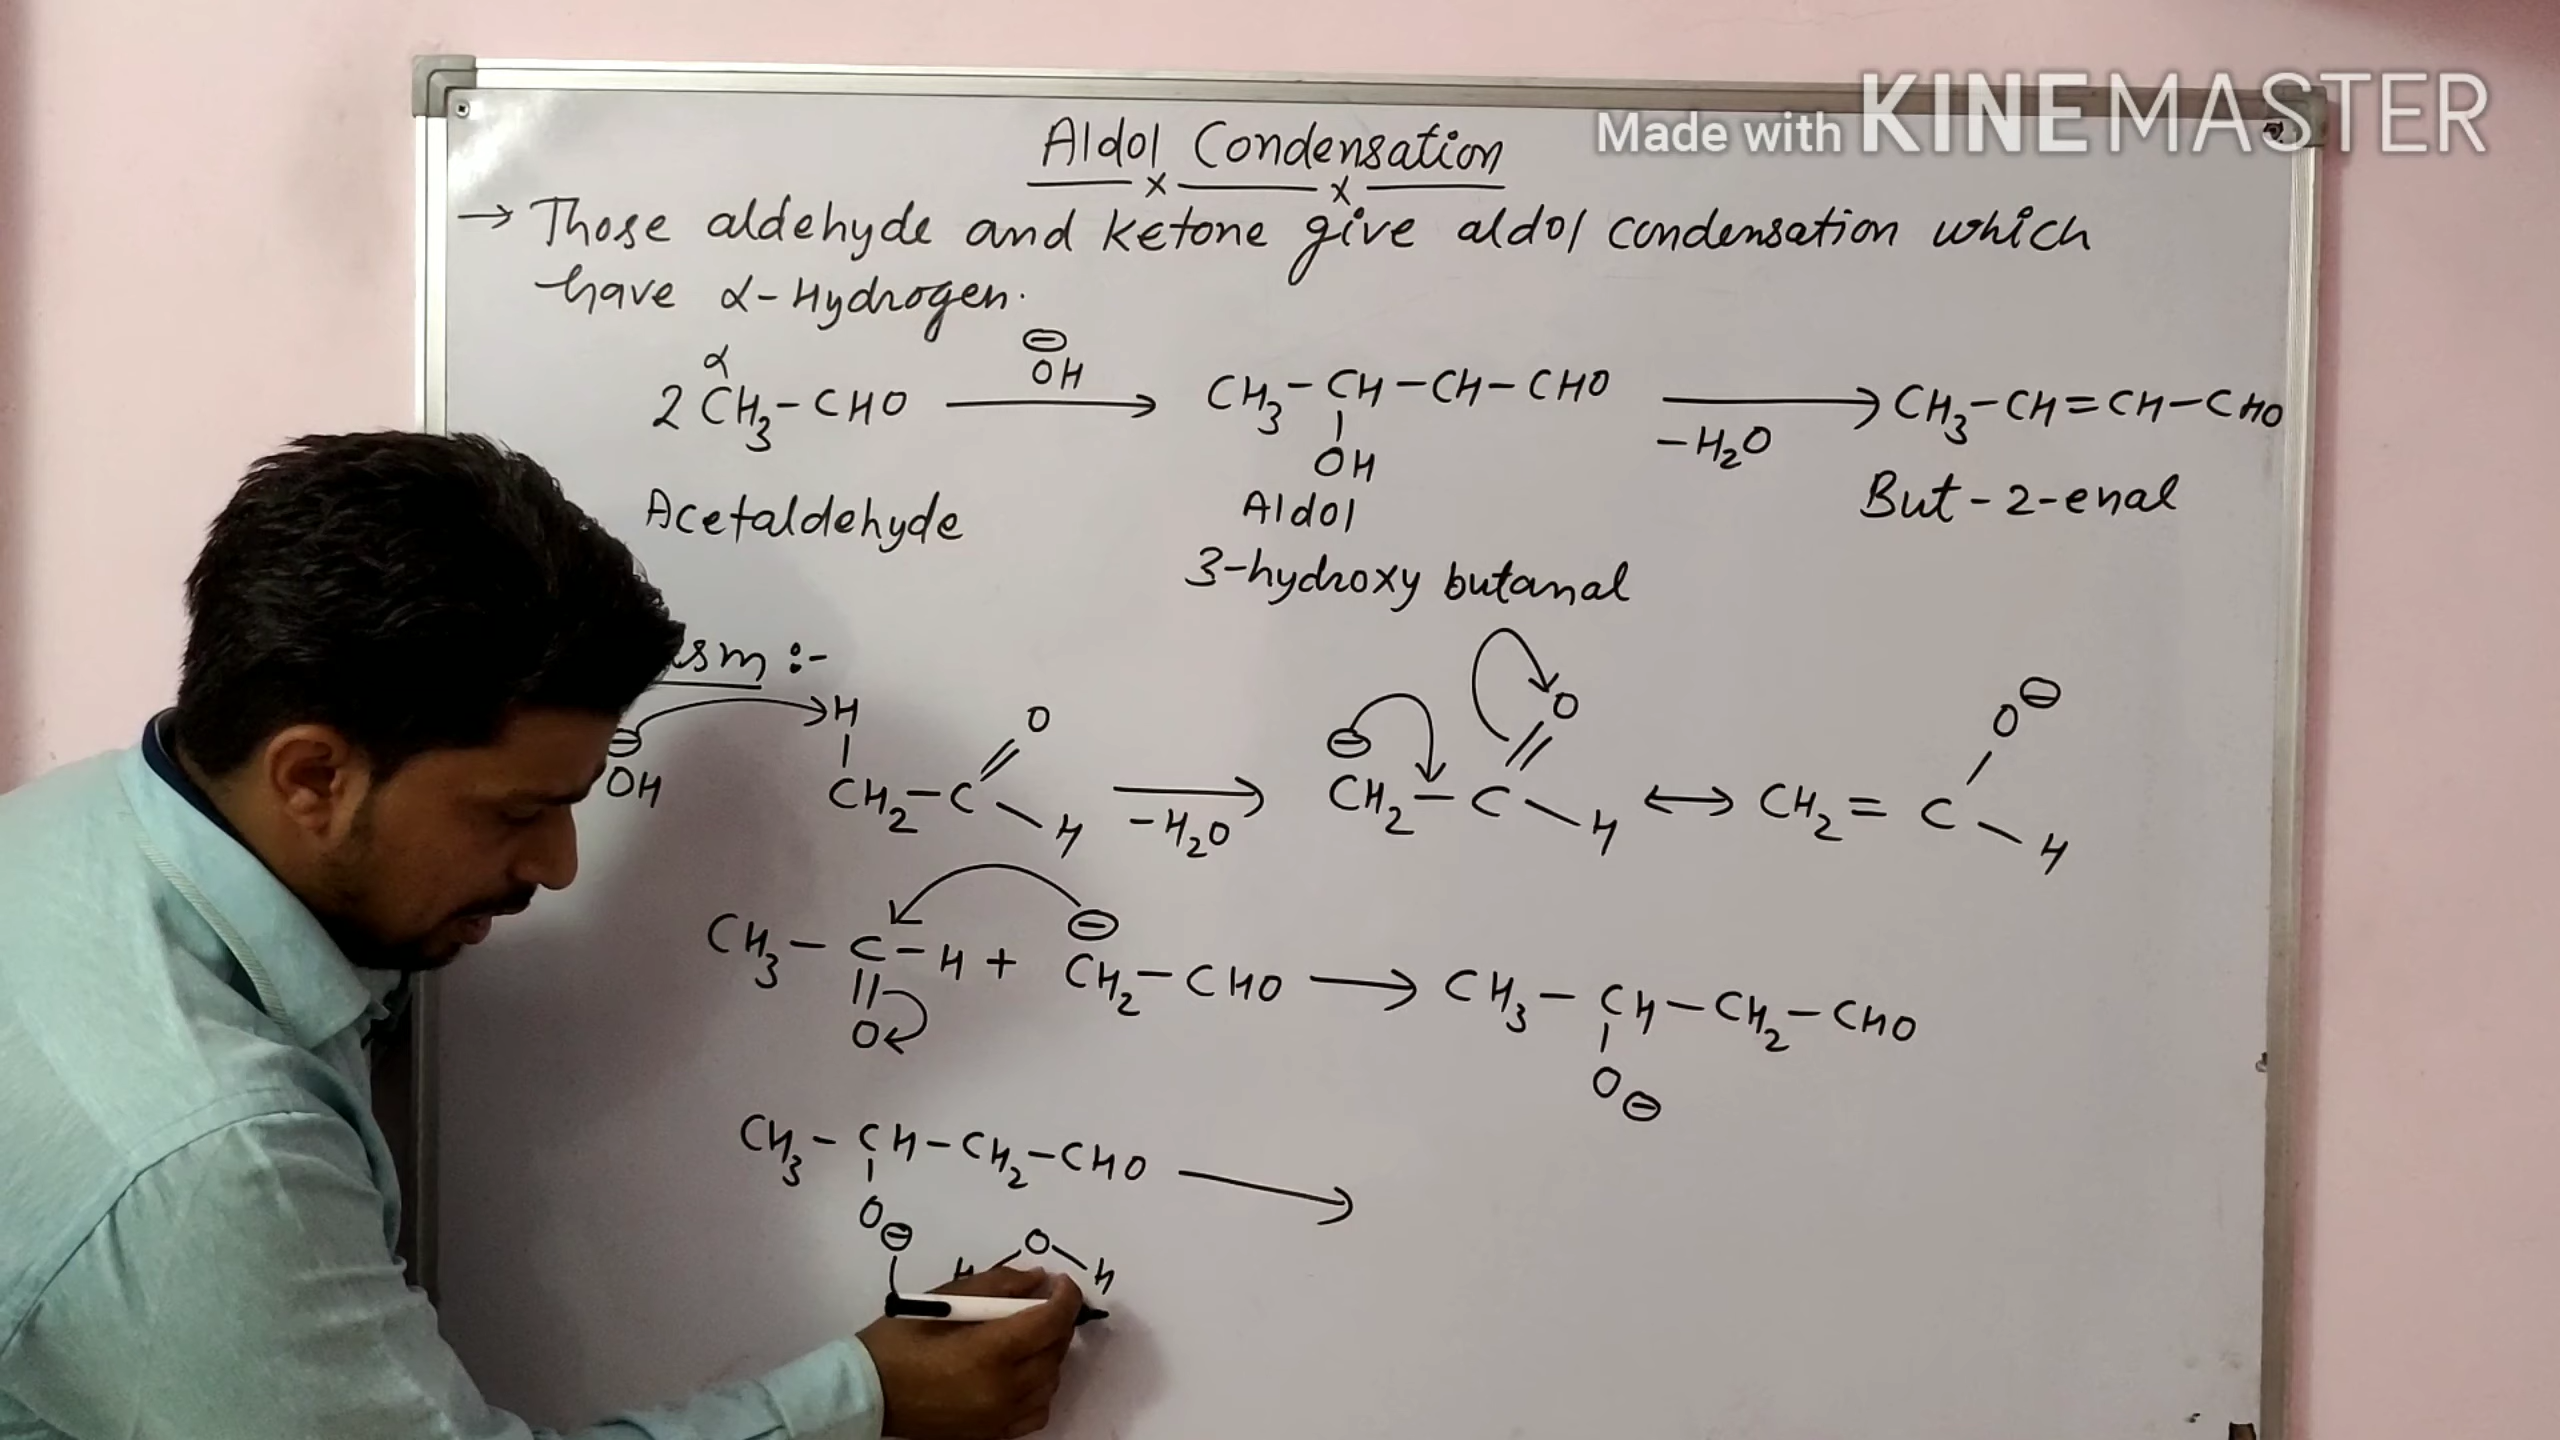 Made with KINEMASTER
Aldol Condensation
→ Those aldehyde and ketone give aldol condensation which
have α-Hydrogen.
α
2 CH₃-CHO ⊖OH → CH₃-CH-CH-CHO -H₂O → CH₃-CH=CH-CHO
OH
Acetaldehyde Aldol But-2-enal
3-hydroxy butanal
ism :-
H O O O⊖
⊖OH CH₂-C-H → -H₂O ⊖CH₂-C-H ↔ CH₂=C-H
CH₃-C-H + ⊖CH₂-CHO → CH₃-CH-CH₂-CHO
O O⊖
CH₃-CH-CH₂-CHO →
O⊖ H O H